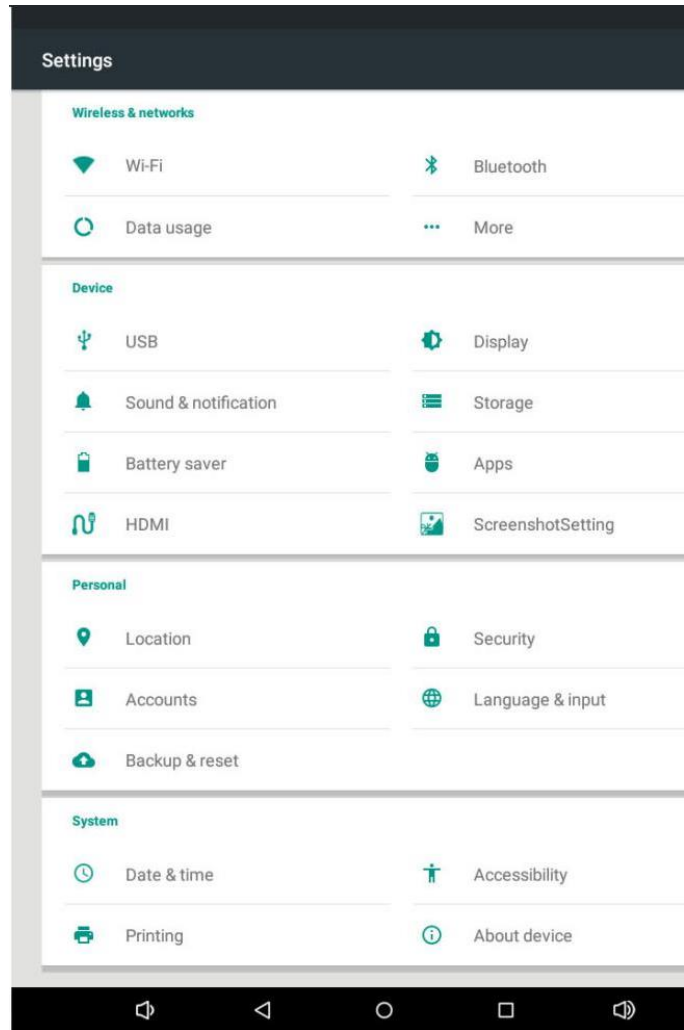 Settings
Wireless & networks
Wi-Fi
Bluetooth
Data usage
More
Device
USB
Display
Sound & notification
Storage
Battery saver
Apps
HDMI
ScreenshotSetting
Personal
Location
Security
Accounts
Language & input
Backup & reset
System
Date & time
Accessibility
Printing
About device